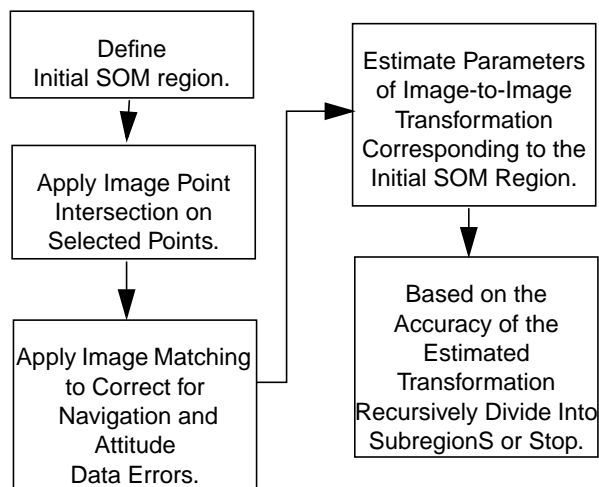 Define
Initial SOM region.
Apply Image Point
Intersection on
Selected Points.
Apply Image Matching
to Correct for
Navigation and
Attitude
Data Errors.
Estimate Parameters
of Image-to-Image
Transformation
Corresponding to the
Initial SOM Region.
Based on the
Accuracy of the
Estimated
Transformation
Recursively Divide Into
SubregionS or Stop.